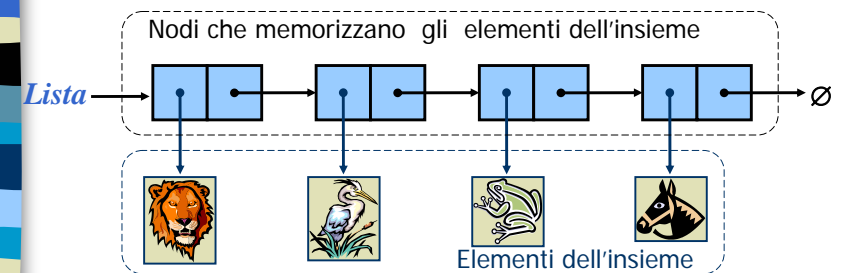 Nodi che memorizzano gli elementi dell'insieme
Lista
∅
Elementi dell'insieme